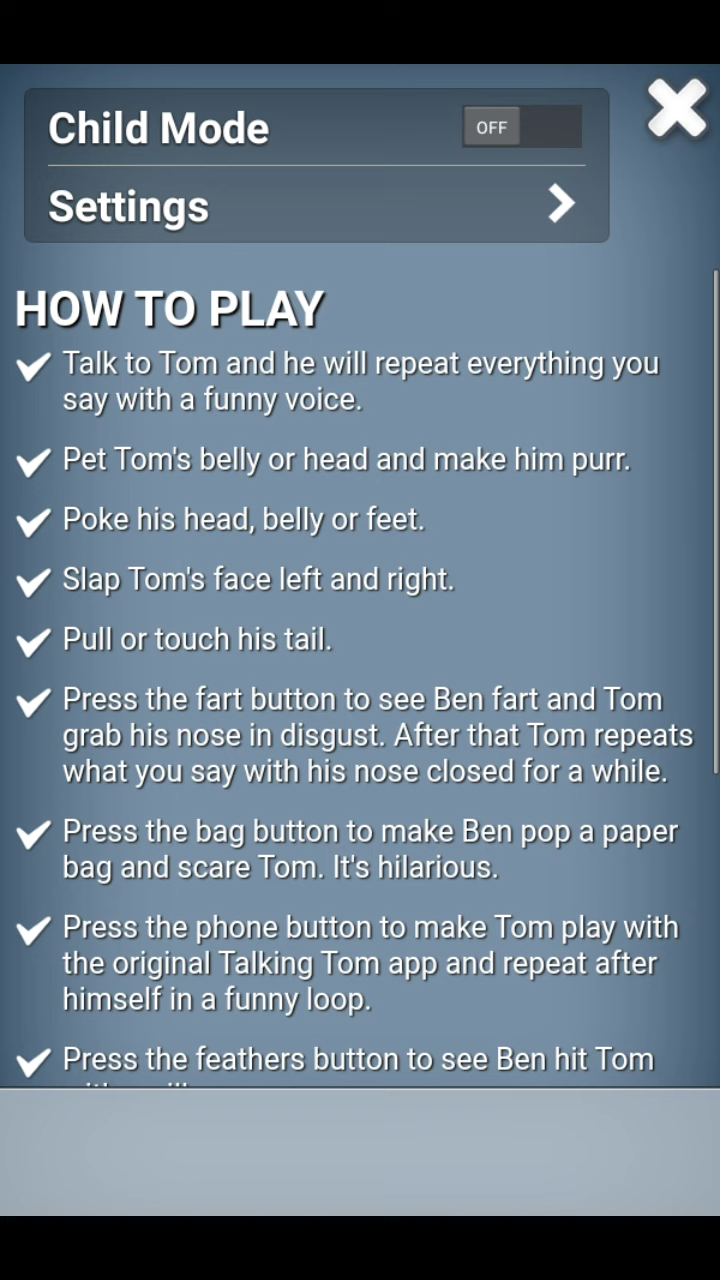 Child Mode
OFF
Settings
HOW TO PLAY
Talk to Tom and he will repeat everything you
say with a funny voice.
Pet Tom's belly or head and make him purr.
Poke his head, belly or feet.
Slap Tom's face left and right.
Pull or touch his tail.
Press the fart button to see Ben fart and Tom
grab his nose in disgust. After that Tom repeats
what you say with his nose closed for a while.
Press the bag button to make Ben pop a paper
bag and scare Tom. It's hilarious.
Press the phone button to make Tom play with
the original Talking Tom app and repeat after
himself in a funny loop.
Press the feathers button to see Ben hit Tom